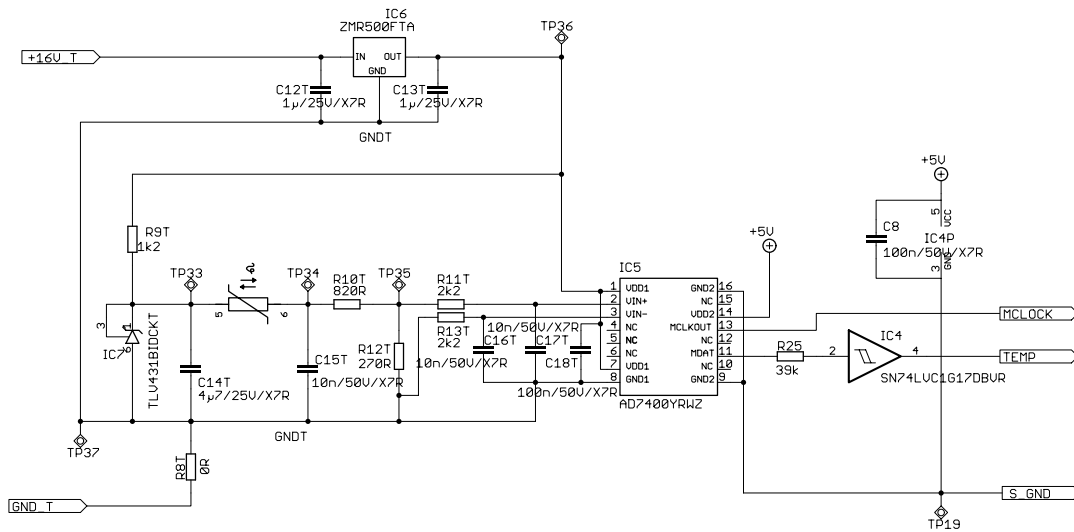 IC6
ZMR500FTA
TP36
+16V_T
IN OUT
GND
C12T
1µ/25V/X7R
C13T
1µ/25V/X7R
GNDT
+5V
5
VCC
C8
100n/50V/X7R
IC4P
GND
3
R9T
1k2
+5V
IC5
TP33
TP34
TP35
R10T
820R
R11T
2k2
R13T
2k2
5
6
3
1
IC7
TLV431BIDCKT
C14T
4µ7/25V/X7R
C15T
10n/50V/X7R
R12T
270R
C16T
10n/50V/X7R
C17T
10n/50V/X7R
C18T
100n/50V/X7R
1 VDD1 GND2 16
2 VIN+ NC 15
3 VIN- VDD2 14
4 NC MCLKOUT 13
5 NC NC 12
6 NC MDAT 11
7 VDD1 NC 10
8 GND1 GND2 9
AD7400YRWZ
MCLOCK
R25
39k
2
IC4
4
TEMP
SN74LVC1G17DBVR
TP37
GNDT
R8T
0R
GND_T
S_GND
TP19